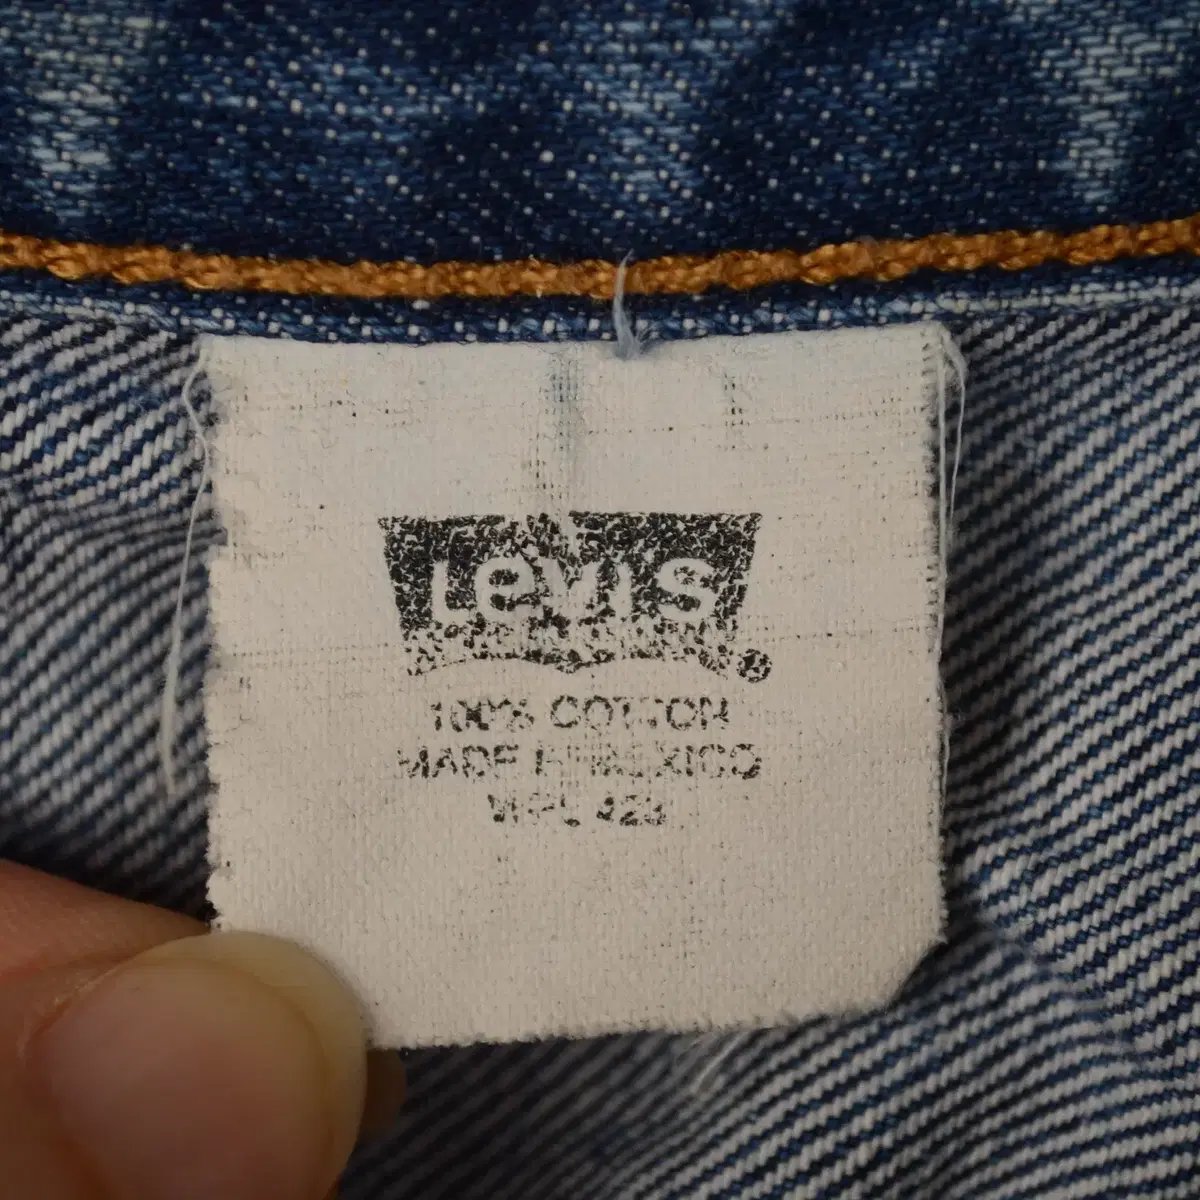 Levi's
®
100% COTTON
MADE IN MEXICO
WPL 423